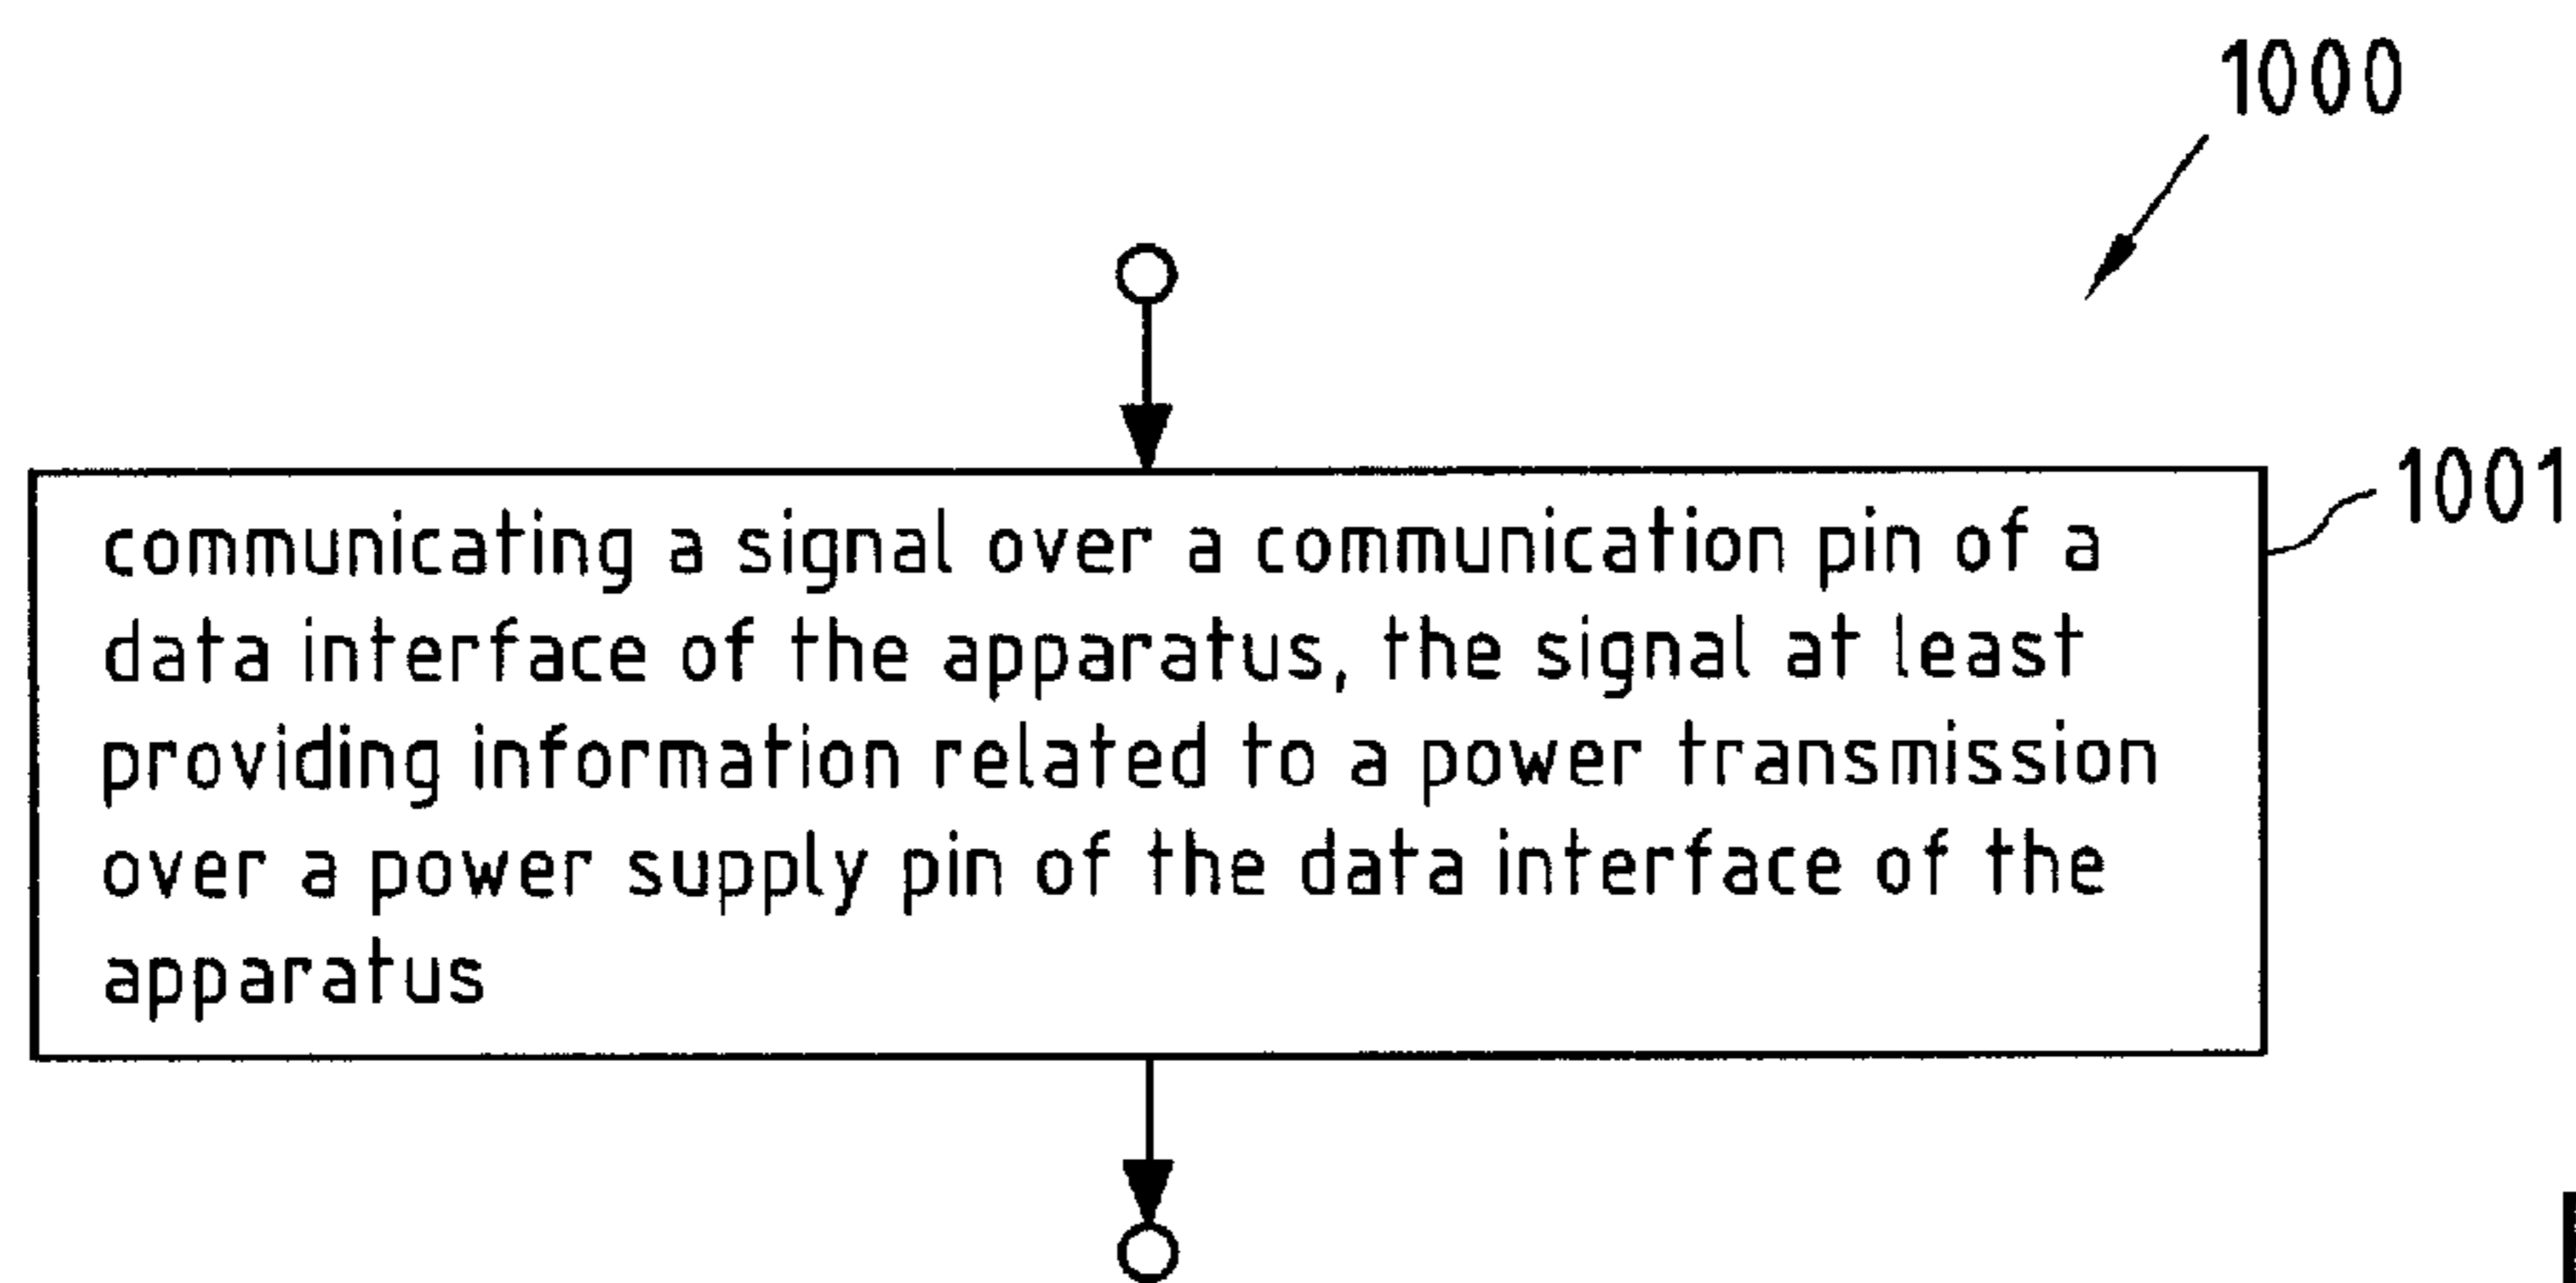 1000
1001
communicating a signal over a communication pin of a
data interface of the apparatus, the signal at least
providing information related to a power transmission
over a power supply pin of the data interface of the
apparatus